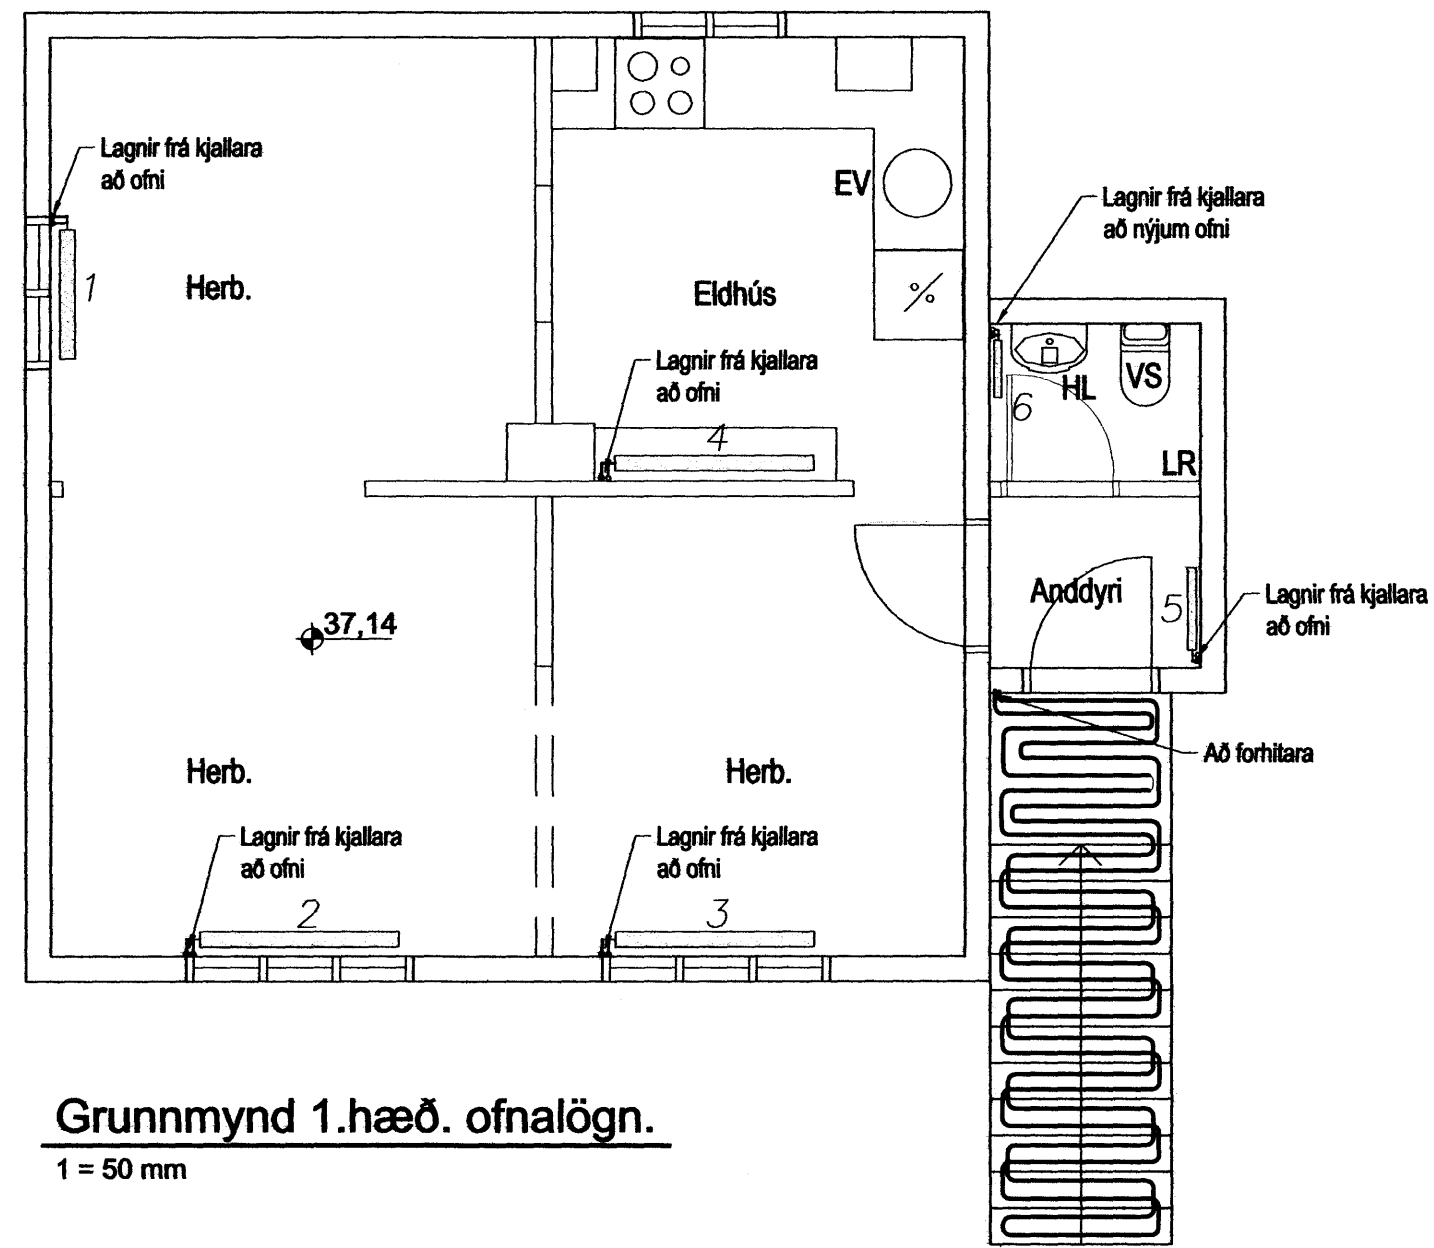 Lagnir frá kjallara
að ofni
1
Herb.
EV
Eldhús
Lagnir frá kjallara
að nýjum ofni
Lagnir frá kjallara
að ofni
4
HL
VS
6
LR
37,14
Anddyri
5
Lagnir frá kjallara
að ofni
Að forhitara
Herb.
Herb.
Lagnir frá kjallara
að ofni
2
Lagnir frá kjallara
að ofni
3
Grunnmynd 1.hæð. ofnalögn.
1 = 50 mm